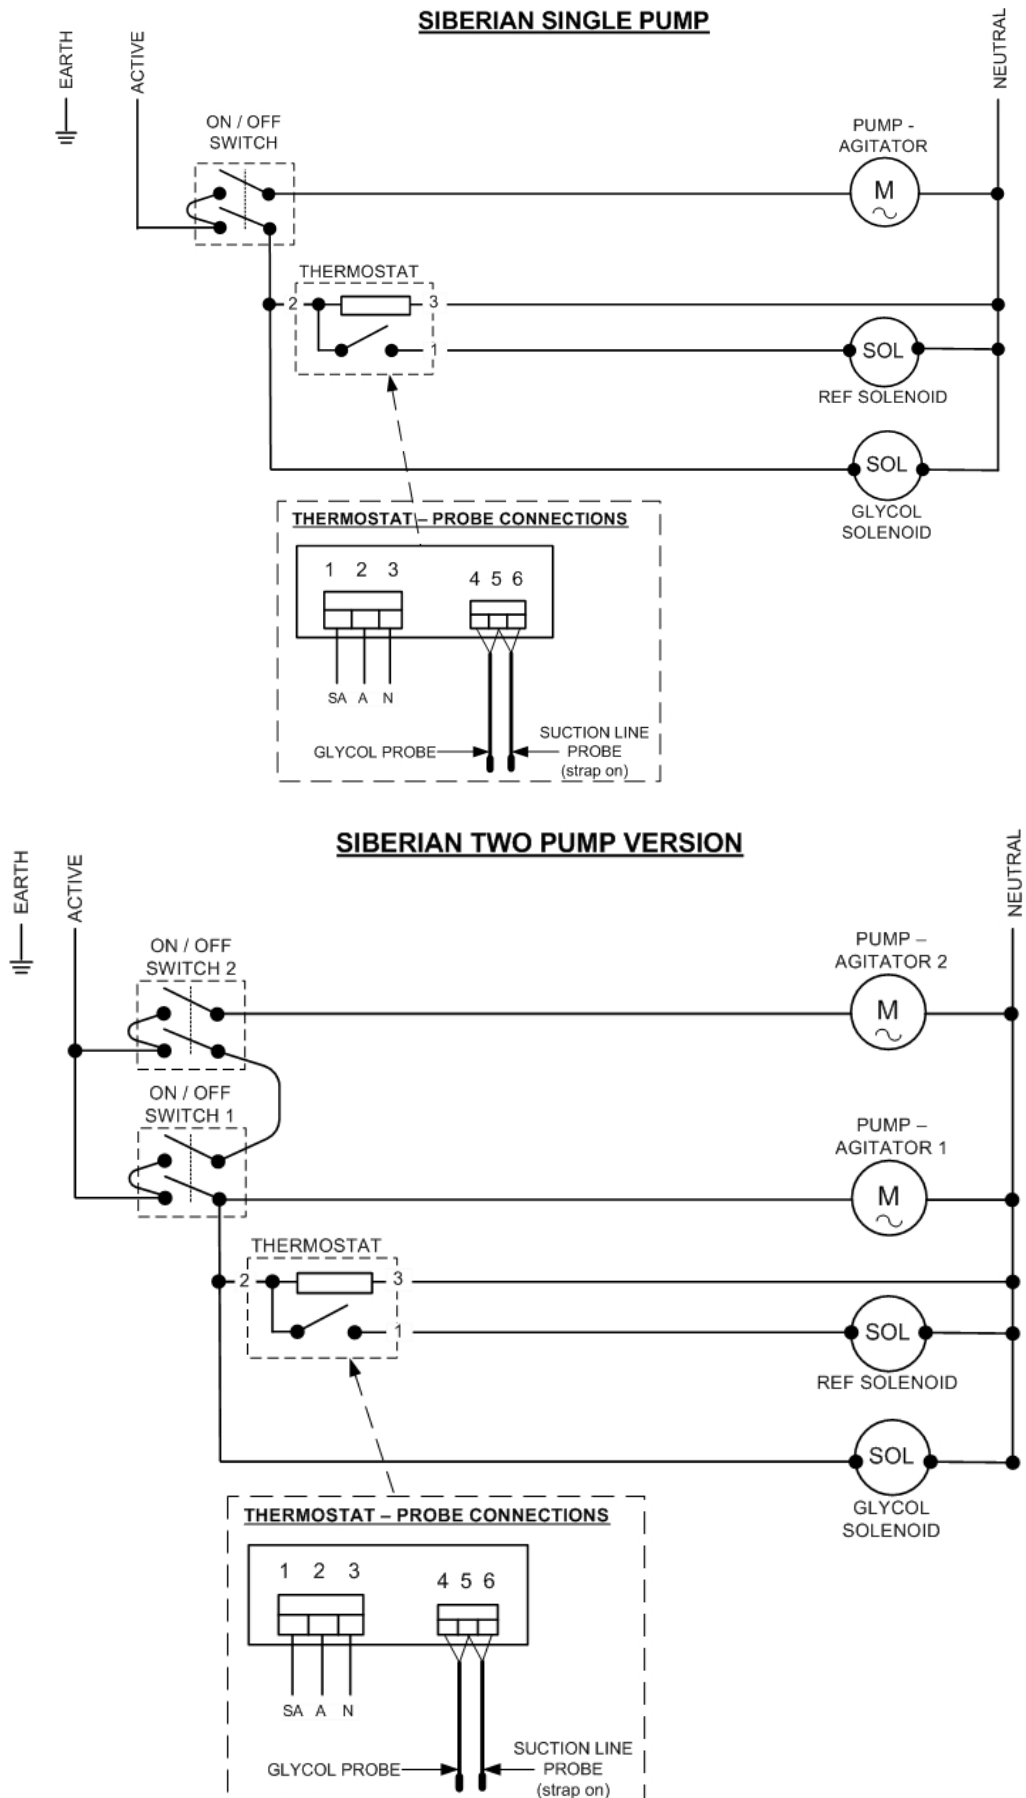 SIBERIAN SINGLE PUMP
EARTH
ACTIVE
NEUTRAL
ON / OFF
SWITCH
PUMP -
AGITATOR
M
THERMOSTAT
2
3
1
SOL
REF SOLENOID
SOL
GLYCOL
SOLENOID
THERMOSTAT – PROBE CONNECTIONS
1 2 3
4 5 6
SA A N
GLYCOL PROBE
SUCTION LINE
PROBE
(strap on)
SIBERIAN TWO PUMP VERSION
EARTH
ACTIVE
NEUTRAL
ON / OFF
SWITCH 2
PUMP –
AGITATOR 2
M
ON / OFF
SWITCH 1
PUMP –
AGITATOR 1
M
THERMOSTAT
2
3
1
SOL
REF SOLENOID
SOL
GLYCOL
SOLENOID
THERMOSTAT – PROBE CONNECTIONS
1 2 3
4 5 6
SA A N
GLYCOL PROBE
SUCTION LINE
PROBE
(strap on)